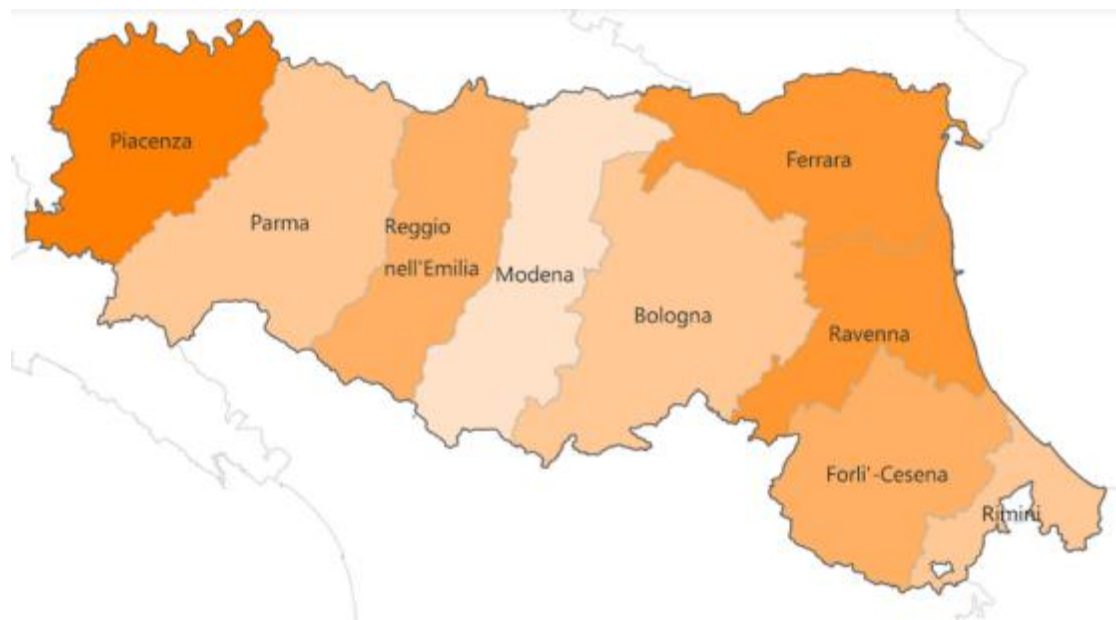 Piacenza
Ferrara
Parma
Reggio
nell'Emilia
Modena
Bologna
Ravenna
Forli'-Cesena
Rimini